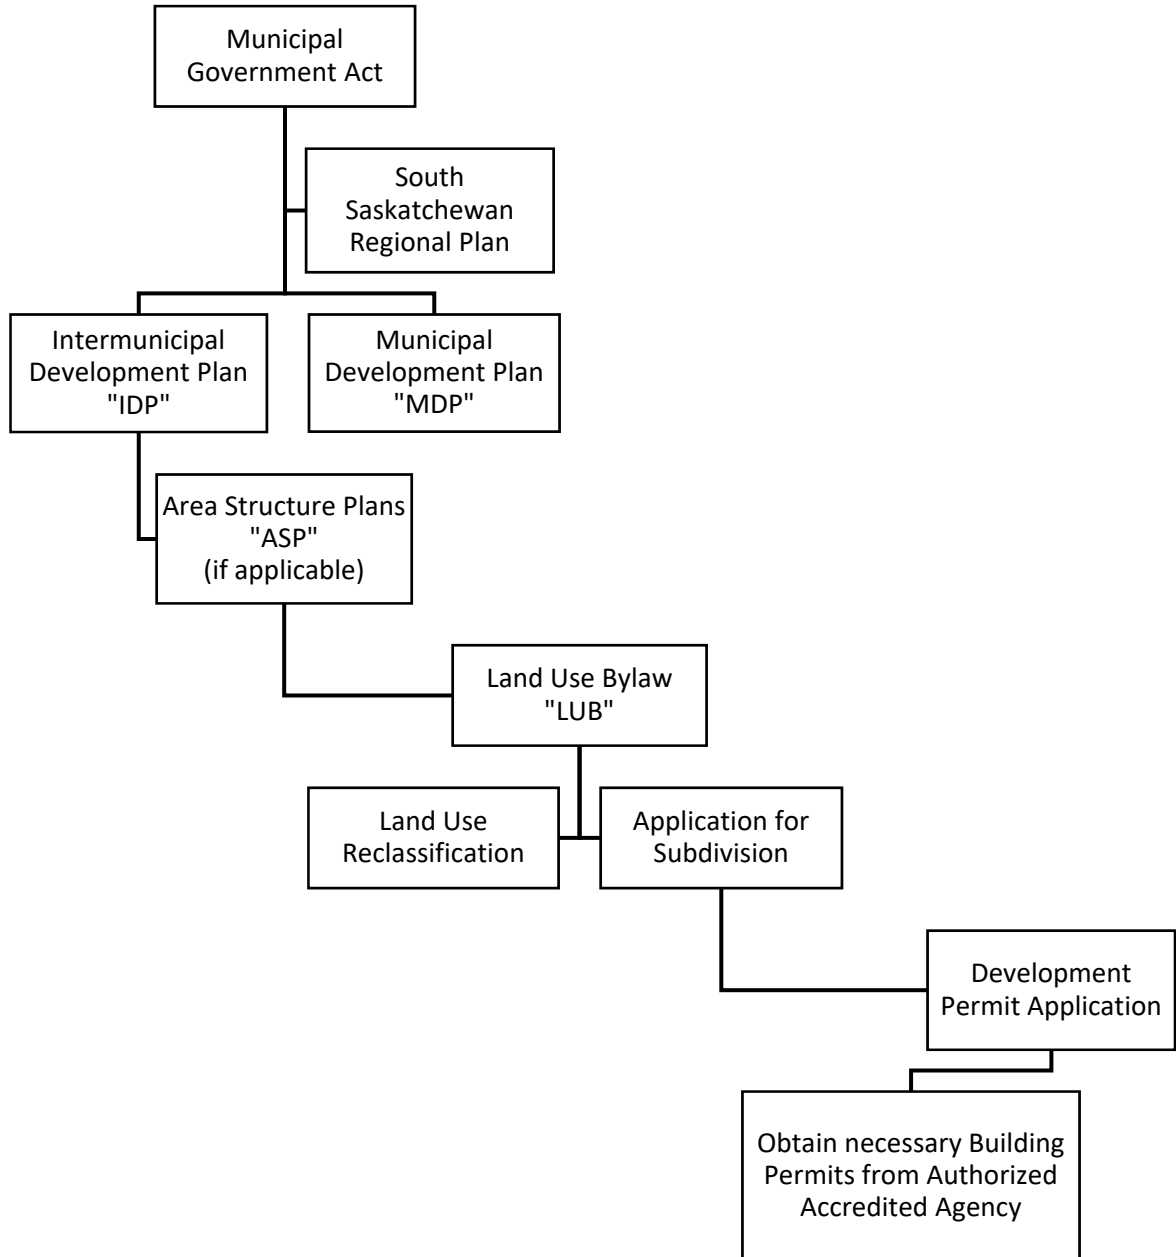 Municipal
Government Act
South
Saskatchewan
Regional Plan
Intermunicipal
Development Plan
"IDP"
Municipal
Development Plan
"MDP"
Area Structure Plans
"ASP"
(if applicable)
Land Use Bylaw
"LUB"
Land Use
Reclassification
Application for
Subdivision
Development
Permit Application
Obtain necessary Building
Permits from Authorized
Accredited Agency